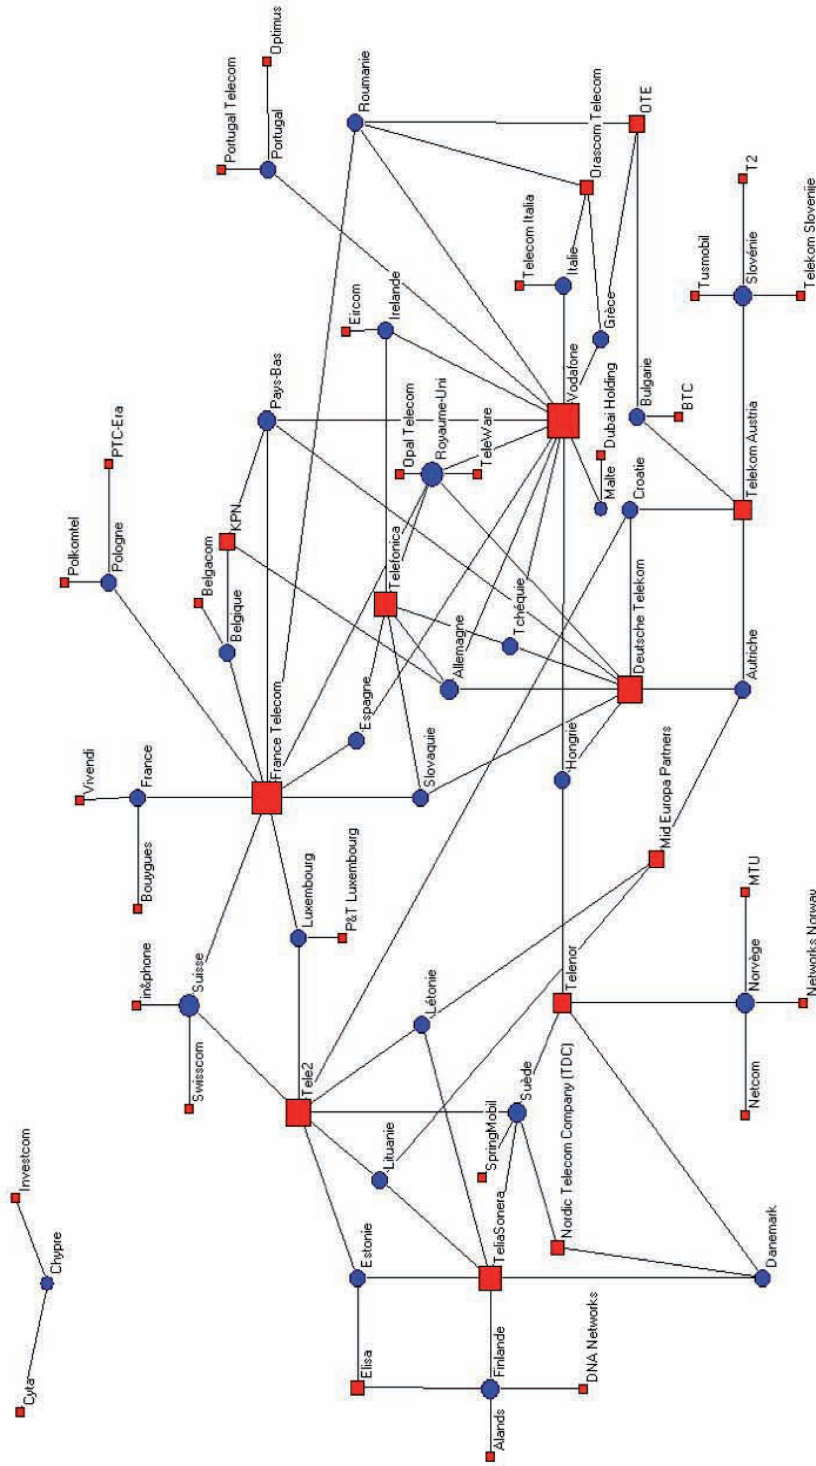 Cyta
Chypre
Investcom
Swisscom
in&phone
Suisse
Bouygues
Vivendi
France
Polkomtel
PTC-Era
Pologne
Portugal Telecom
Optimus
Portugal
Belgacom
Belgique
KPN
Pays-Bas
France Telecom
Luxembourg
P&T Luxembourg
Tele2
Estonie
Elisa
Lituanie
Létonie
Slovaquie
Espagne
Telefonica
Opal Telecom
Royaume-Uni
TeleWare
Eircom
Irelande
Roumanie
Allemagne
Tchéquie
Telecom Italia
Italie
Orascom Telecom
Vodafone
Grèce
Malte
Dubai Holding
OTE
Alands
Finlande
DNA Networks
TeliaSonera
SpringMobil
Suède
Nordic Telecom Company (TDC)
Telenor
Hongrie
Deutsche Telekom
Croatie
Bulgarie
BTC
Mid Europa Partners
Danemark
Netcom
Norvège
MTU
Networks Norway
Autriche
Telekom Austria
Tusmobil
Slovénie
T2
Telekom Slovenije